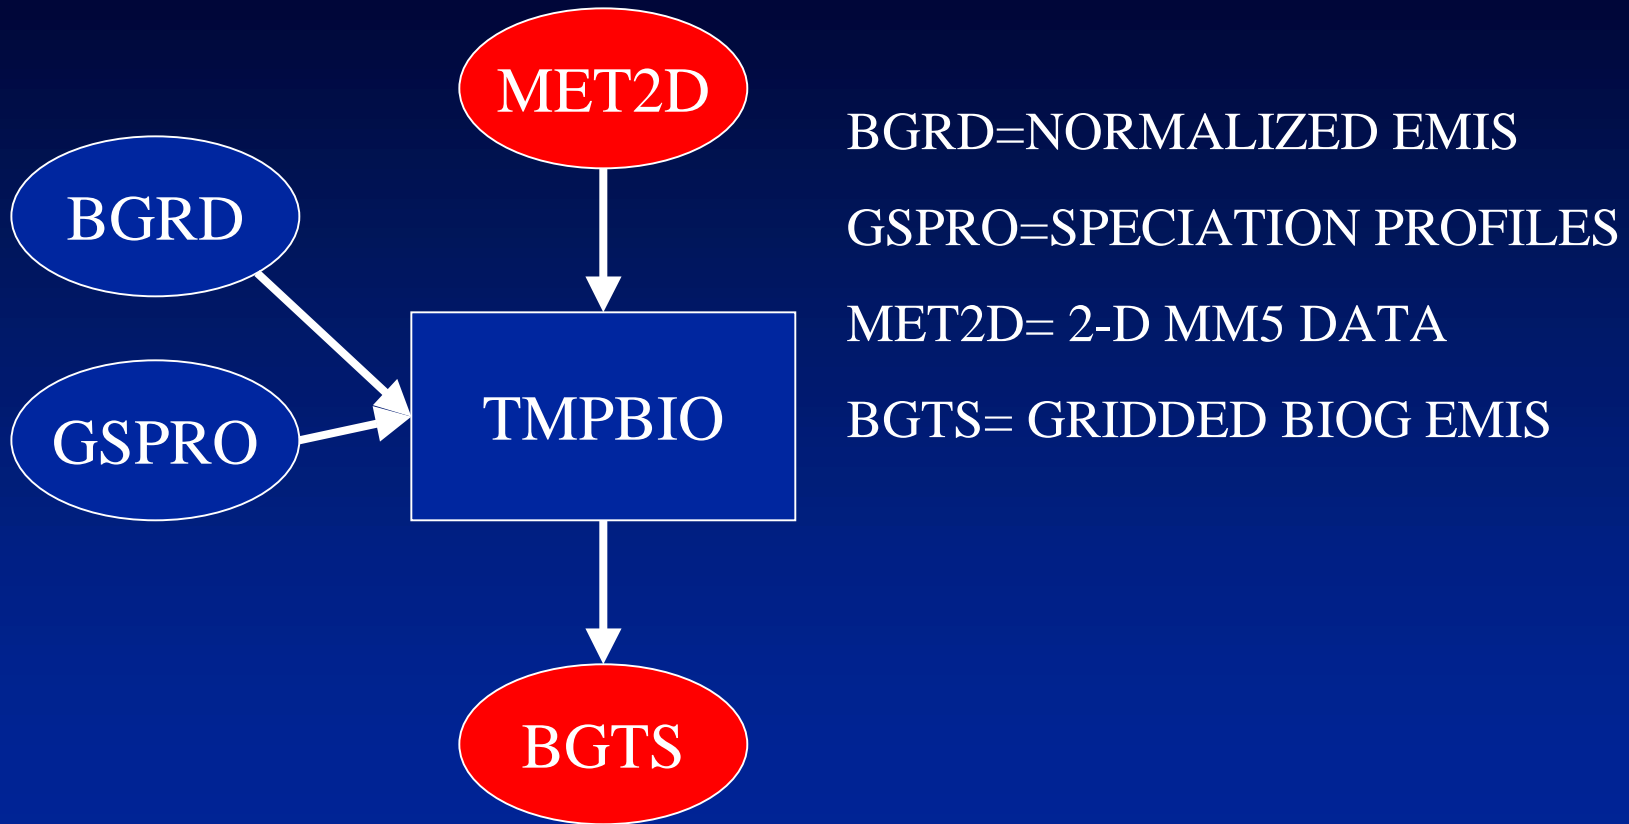 MET2D
BGRD
GSPRO
TMPBIO
BGTS
BGRD=NORMALIZED EMIS
GSPRO=SPECIATION PROFILES
MET2D= 2-D MM5 DATA
BGTS= GRIDDED BIOG EMIS